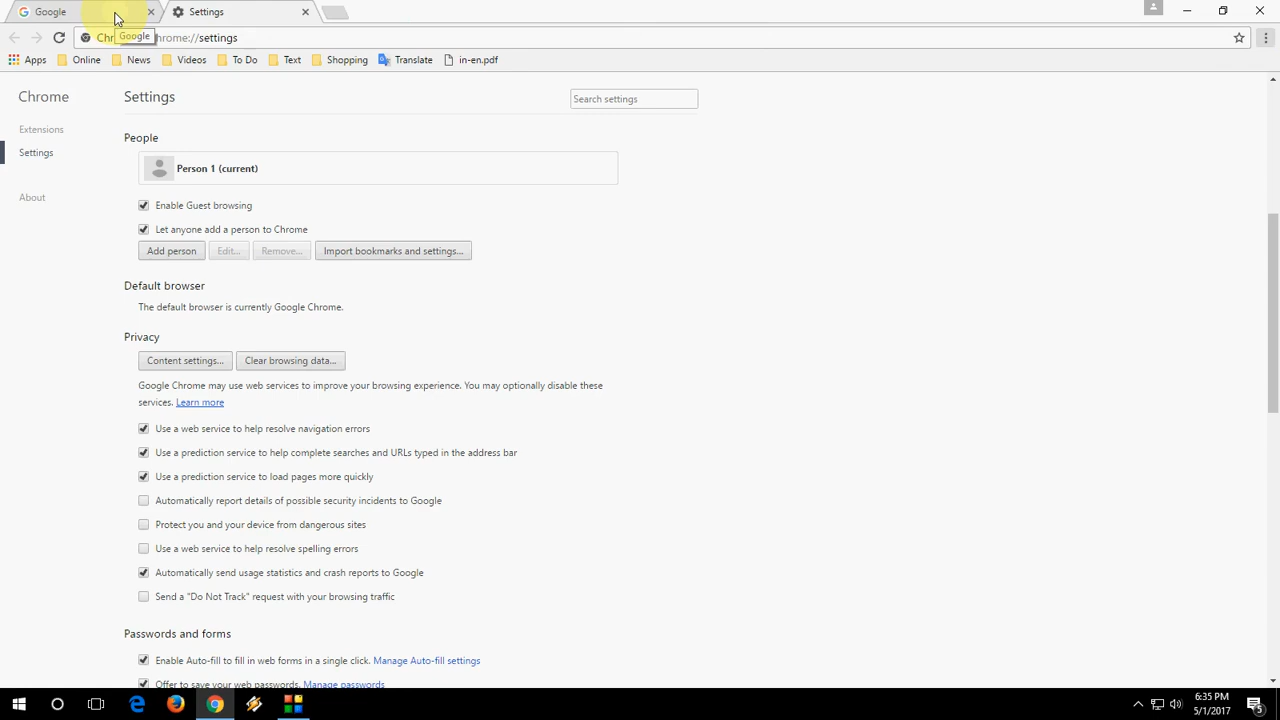 Google
Settings
Google
chrome://settings
Apps
Online
News
Videos
To Do
Text
Shopping
Translate
in-en.pdf
Chrome
Settings
Search settings
Extensions
Settings
About
People
Person 1 (current)
Enable Guest browsing
Let anyone add a person to Chrome
Add person
Edit...
Remove...
Import bookmarks and settings...
Default browser
The default browser is currently Google Chrome.
Privacy
Content settings...
Clear browsing data...
Google Chrome may use web services to improve your browsing experience. You may optionally disable these
services. Learn more
Use a web service to help resolve navigation errors
Use a prediction service to help complete searches and URLs typed in the address bar
Use a prediction service to load pages more quickly
Automatically report details of possible security incidents to Google
Protect you and your device from dangerous sites
Use a web service to help resolve spelling errors
Automatically send usage statistics and crash reports to Google
Send a "Do Not Track" request with your browsing traffic
Passwords and forms
Enable Auto-fill to fill in web forms in a single click. Manage Auto-fill settings
Offer to save your web passwords. Manage passwords
6:35 PM
5/1/2017
5